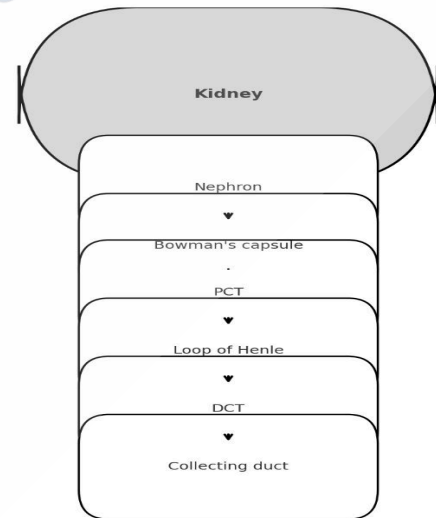 Kidney
Nephron
Bowman's capsule
PCT
Loop of Henle
DCT
Collecting duct